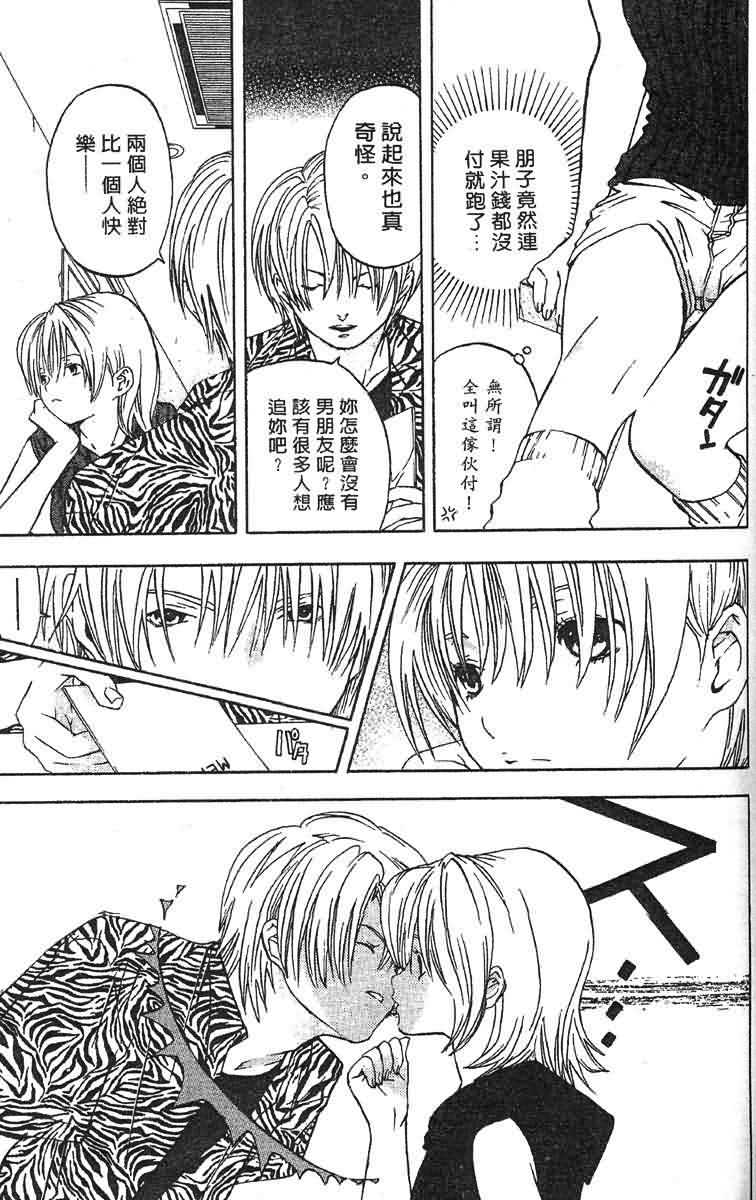 朋子竟然連
果汁錢都沒
付就跑了…
無所謂！
全叫這傢伙付！
ガタン
說起來也真
奇怪。
妳怎麼會沒有
男朋友呢？應
該有很多人想
追妳吧？
兩個人絕對
比一個人快
樂──
パタ
ME